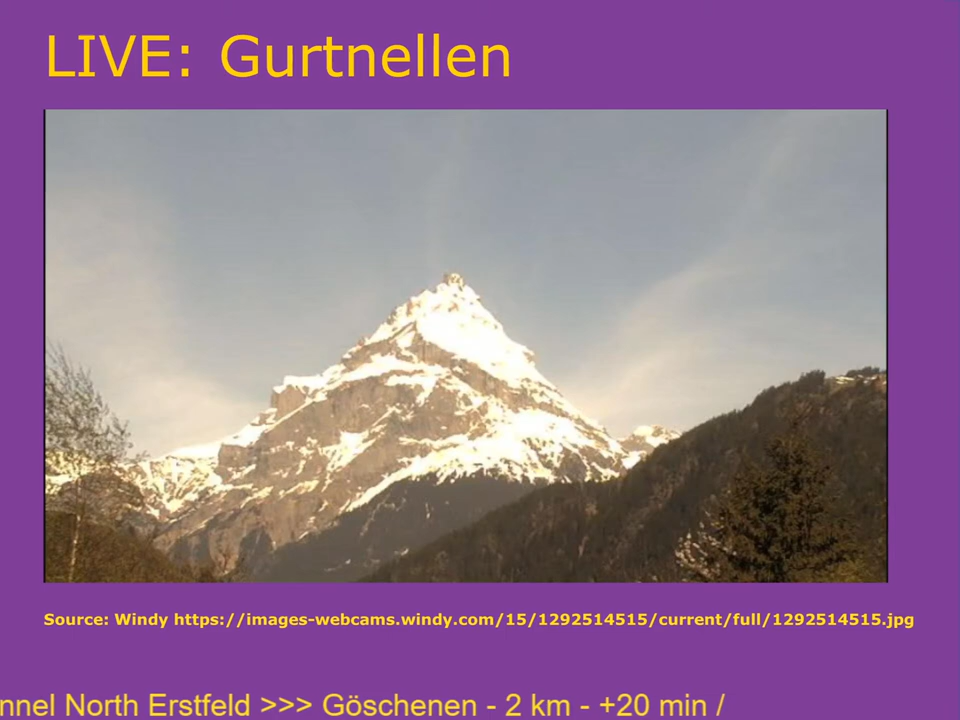 LIVE: Gurtnellen
Source: Windy https://images-webcams.windy.com/15/1292514515/current/full/1292514515.jpg
nnel North Erstfeld >>> Göschenen - 2 km - +20 min /